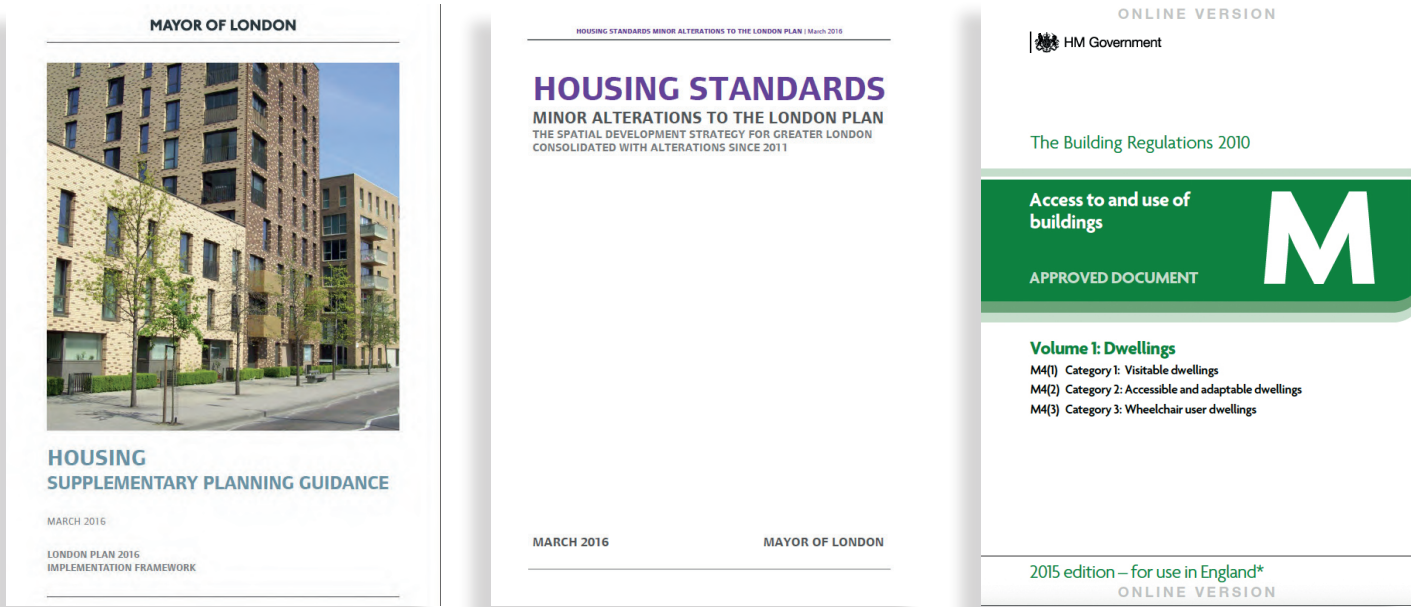 MAYOR OF LONDON
HOUSING
SUPPLEMENTARY PLANNING GUIDANCE
MARCH 2016
LONDON PLAN 2016
IMPLEMENTATION FRAMEWORK
HOUSING STANDARDS MINOR ALTERATIONS TO THE LONDON PLAN | March 2016
HOUSING STANDARDS
MINOR ALTERATIONS TO THE LONDON PLAN
THE SPATIAL DEVELOPMENT STRATEGY FOR GREATER LONDON
CONSOLIDATED WITH ALTERATIONS SINCE 2011
MARCH 2016
MAYOR OF LONDON
ONLINE VERSION
HM Government
The Building Regulations 2010
Access to and use of
buildings
M
APPROVED DOCUMENT
Volume 1: Dwellings
M4(1) Category 1: Visitable dwellings
M4(2) Category 2: Accessible and adaptable dwellings
M4(3) Category 3: Wheelchair user dwellings
2015 edition – for use in England*
ONLINE VERSION